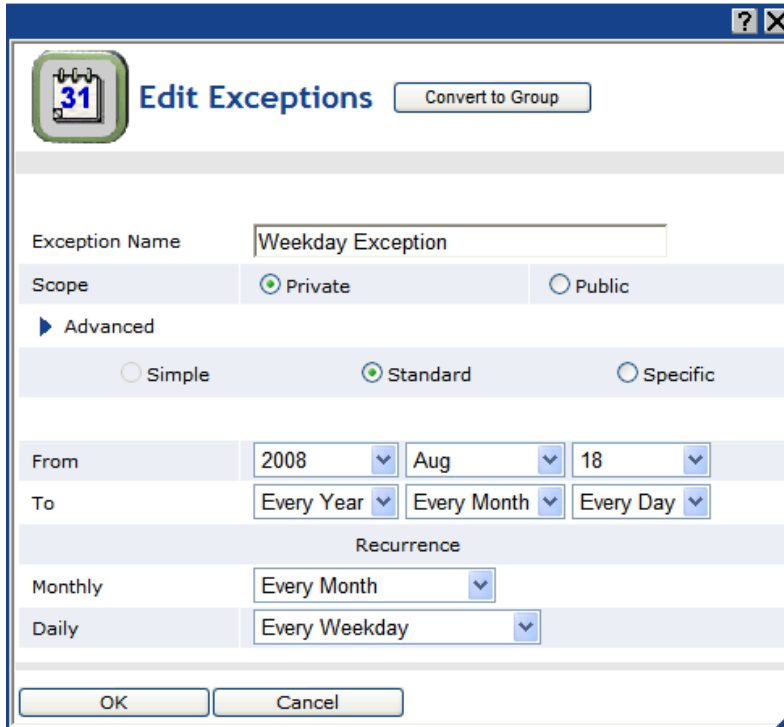 ?
31 Edit Exceptions Convert to Group
Exception Name Weekday Exception
Scope Private Public
Advanced
Simple Standard Specific
From 2008 Aug 18
To Every Year Every Month Every Day
Recurrence
Monthly Every Month
Daily Every Weekday
OK Cancel